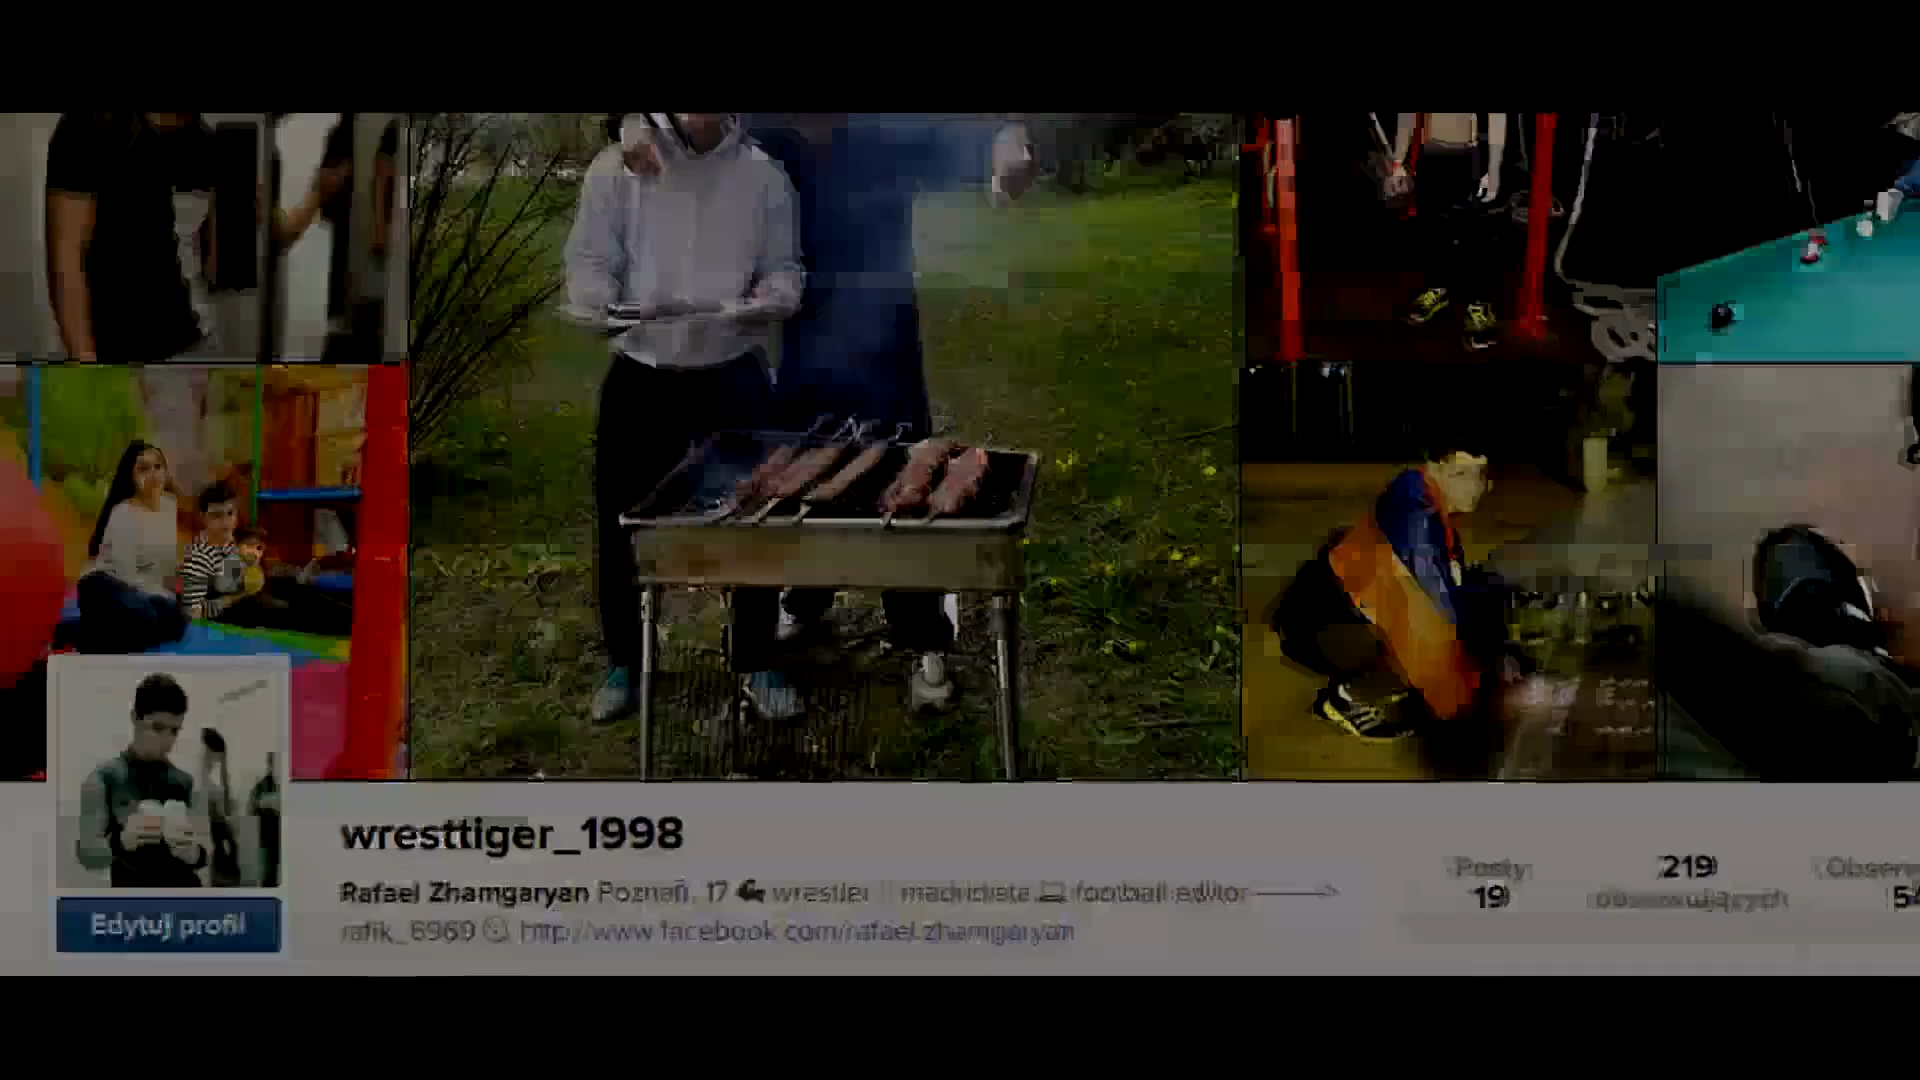 wresttiger_1998
Rafael Zhamgaryan Poznań, 17 wrestler || madridista football editor
rafik_6969 http://www.facebook.com/rafael.zhamgaryan
Edytuj profil
Posty
19
219
obserwujących